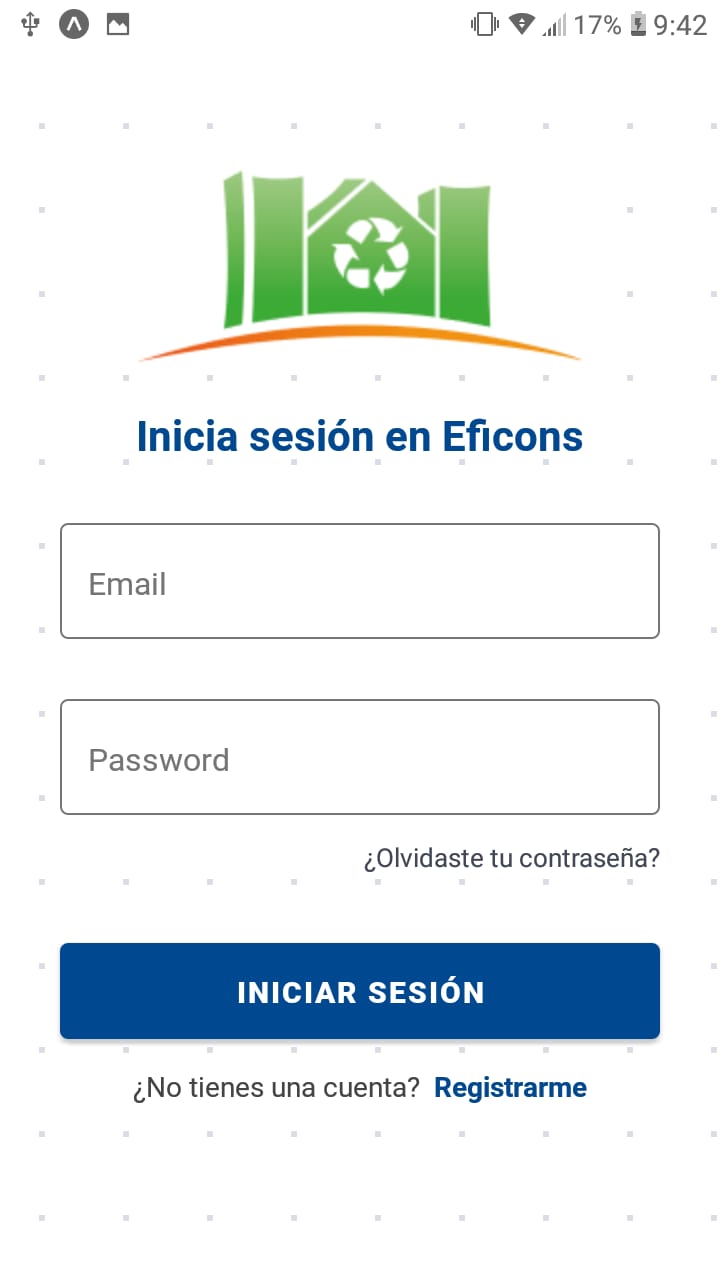 17% 9:42
Inicia sesión en Eficons
Email
Password
¿Olvidaste tu contraseña?
INICIAR SESIÓN
¿No tienes una cuenta? Registrarme